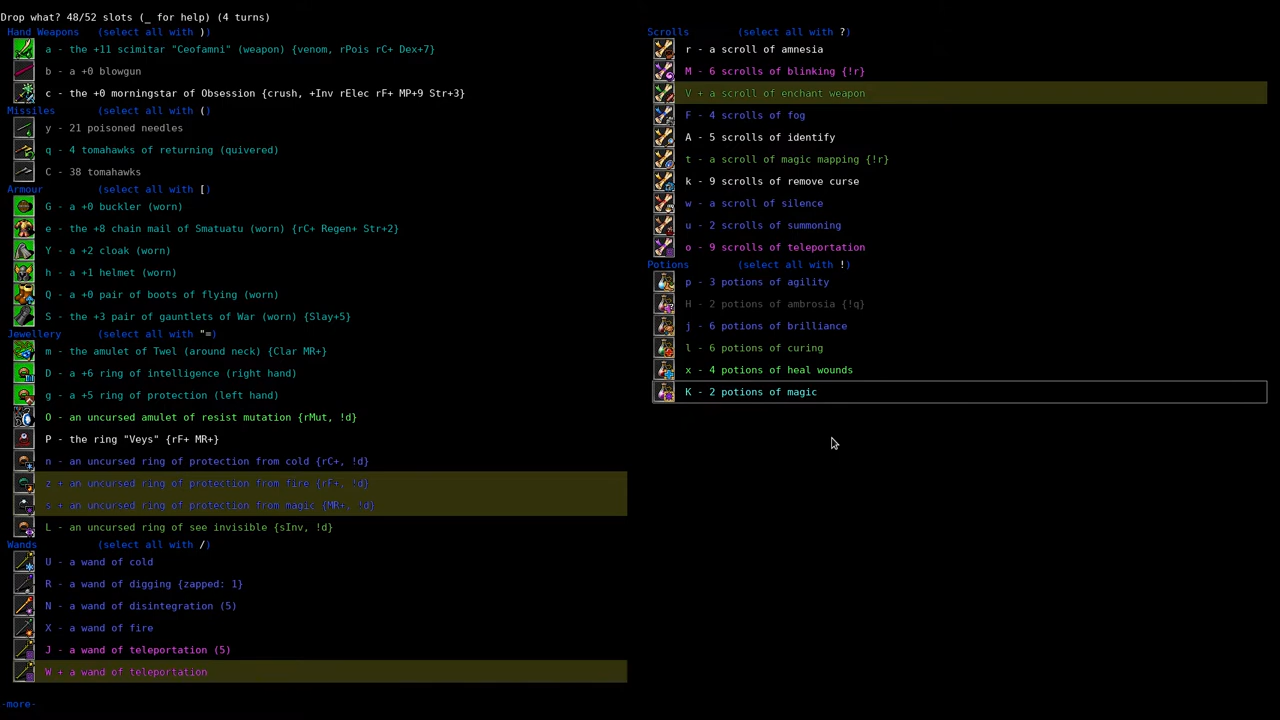 Drop what? 48/52 slots (_ for help) (4 turns)
Hand Weapons (select all with ))
a - the +11 scimitar "Ceofamni" (weapon) {venom, rPois rC+ Dex+7}
b - a +0 blowgun
c - the +0 morningstar of Obsession {crush, +Inv rElec rF+ MP+9 Str+3}
Missiles (select all with ()
y - 21 poisoned needles
q - 4 tomahawks of returning (quivered)
C - 38 tomahawks
Armour (select all with [)
G - a +0 buckler (worn)
e - the +8 chain mail of Smatuatu (worn) {rC+ Regen+ Str+2}
Y - a +2 cloak (worn)
h - a +1 helmet (worn)
Q - a +0 pair of boots of flying (worn)
S - the +3 pair of gauntlets of War (worn) {Slay+5}
Jewellery (select all with "=)
m - the amulet of Twel (around neck) {Clar MR+}
D - a +6 ring of intelligence (right hand)
g - a +5 ring of protection (left hand)
O - an uncursed amulet of resist mutation {rMut, !d}
P - the ring "Veys" {rF+ MR+}
n - an uncursed ring of protection from cold {rC+, !d}
z + an uncursed ring of protection from fire {rF+, !d}
s + an uncursed ring of protection from magic {MR+, !d}
L - an uncursed ring of see invisible {sInv, !d}
Wands (select all with /)
U - a wand of cold
R - a wand of digging {zapped: 1}
N - a wand of disintegration (5)
X - a wand of fire
J - a wand of teleportation (5)
W + a wand of teleportation
Scrolls (select all with ?)
r - a scroll of amnesia
M - 6 scrolls of blinking {!r}
V + a scroll of enchant weapon
F - 4 scrolls of fog
A - 5 scrolls of identify
t - a scroll of magic mapping {!r}
k - 9 scrolls of remove curse
w - a scroll of silence
u - 2 scrolls of summoning
o - 9 scrolls of teleportation
Potions (select all with !)
p - 3 potions of agility
H - 2 potions of ambrosia {!q}
j - 6 potions of brilliance
l - 6 potions of curing
x - 4 potions of heal wounds
K - 2 potions of magic
-more-